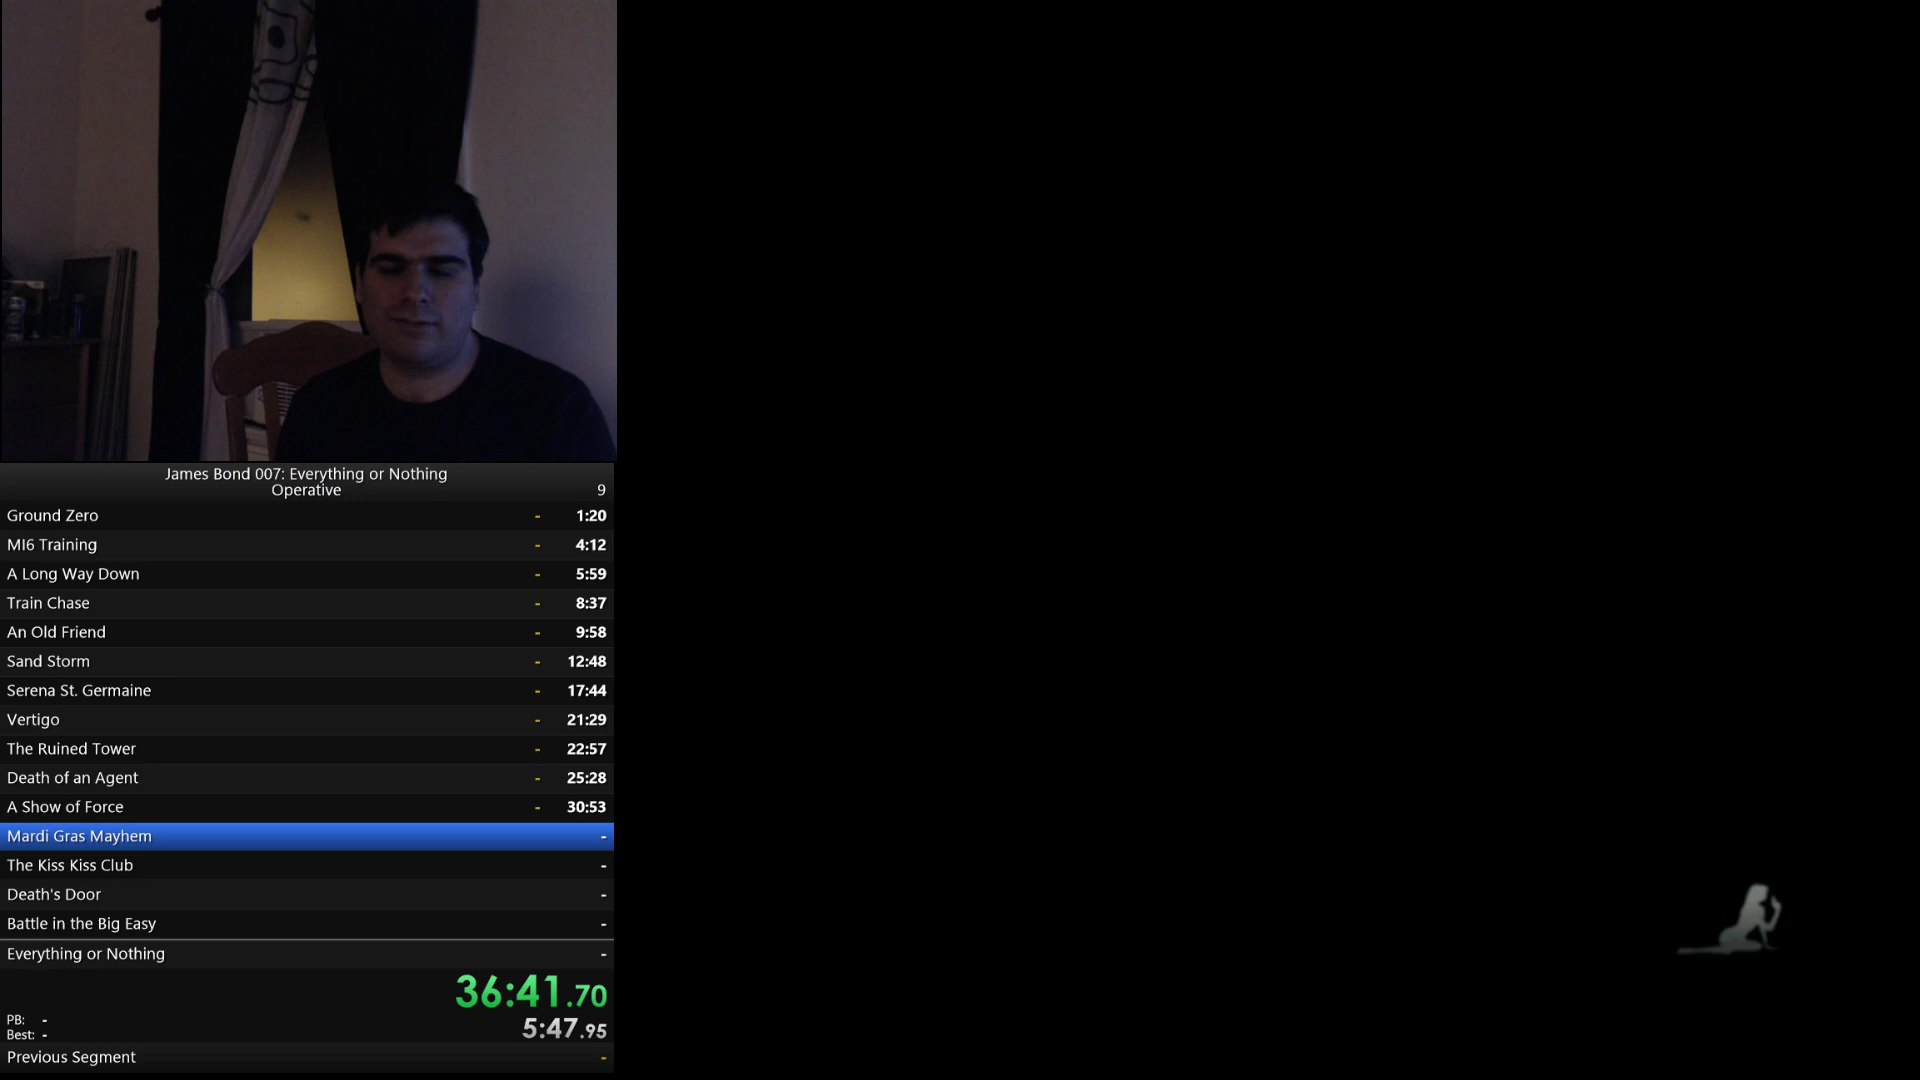 James Bond 007: Everything or Nothing
Operative 9
Ground Zero - 1:20
MI6 Training - 4:12
A Long Way Down - 5:59
Train Chase - 8:37
An Old Friend - 9:58
Sand Storm - 12:48
Serena St. Germaine - 17:44
Vertigo - 21:29
The Ruined Tower - 22:57
Death of an Agent - 25:28
A Show of Force - 30:53
Mardi Gras Mayhem -
The Kiss Kiss Club -
Death's Door -
Battle in the Big Easy -
Everything or Nothing -
36:41.70
PB: -
5:47.95
Best: -
Previous Segment -